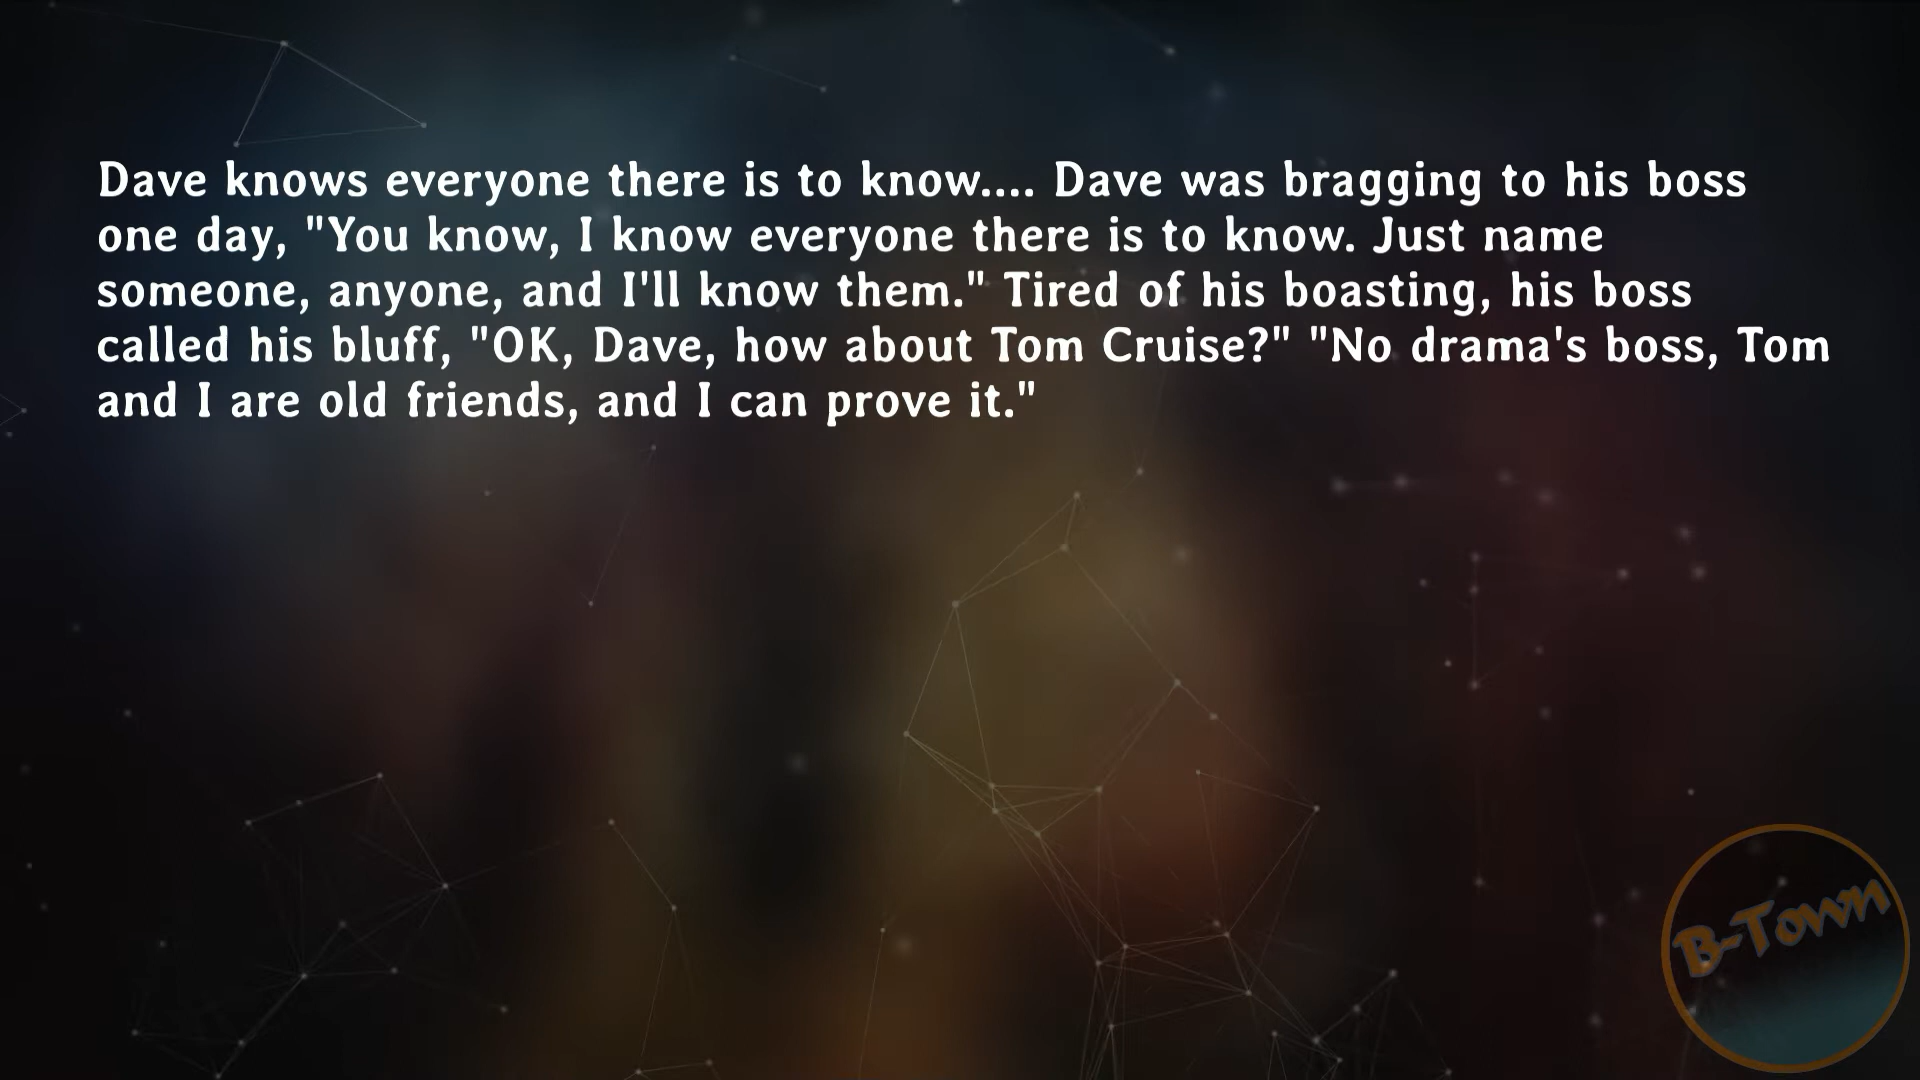 Dave knows everyone there is to know.... Dave was bragging to his boss
one day, "You know, I know everyone there is to know. Just name
someone, anyone, and I'll know them." Tired of his boasting, his boss
called his bluff, "OK, Dave, how about Tom Cruise?" "No drama's boss, Tom
and I are old friends, and I can prove it."
B-Town